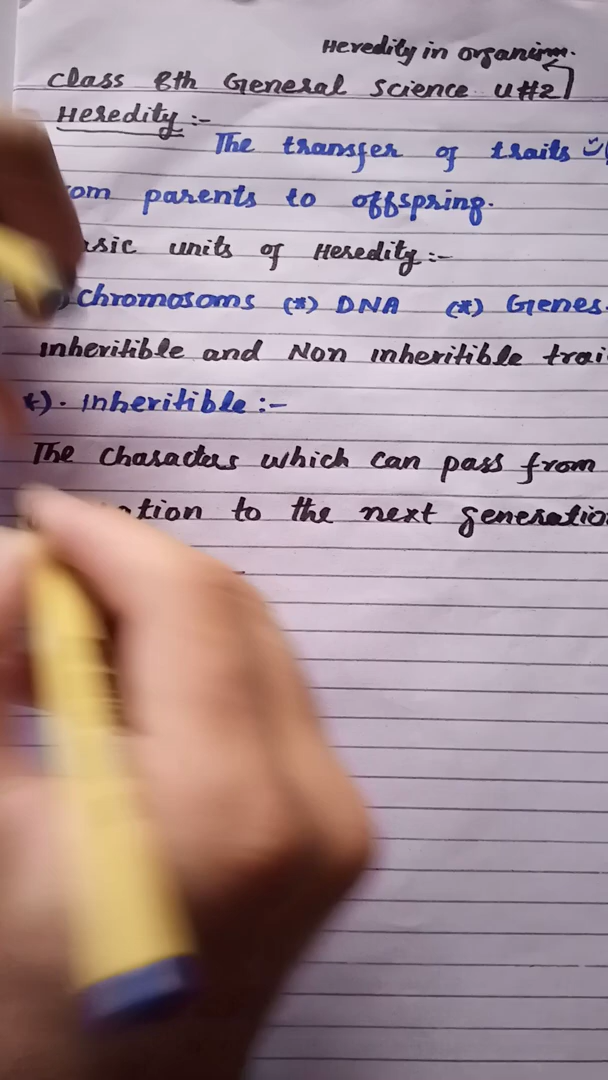 Heredity in organism.
Class 8th General Science U#2
Heredity :-
The transfer of traits
om parents to offspring.
sic units of Heredity :-
Chromosoms (*) DNA (*) Genes.
Inheritible and Non inheritible trai
*). Inheritible :-
The Characters which can pass from
tion to the next generatio